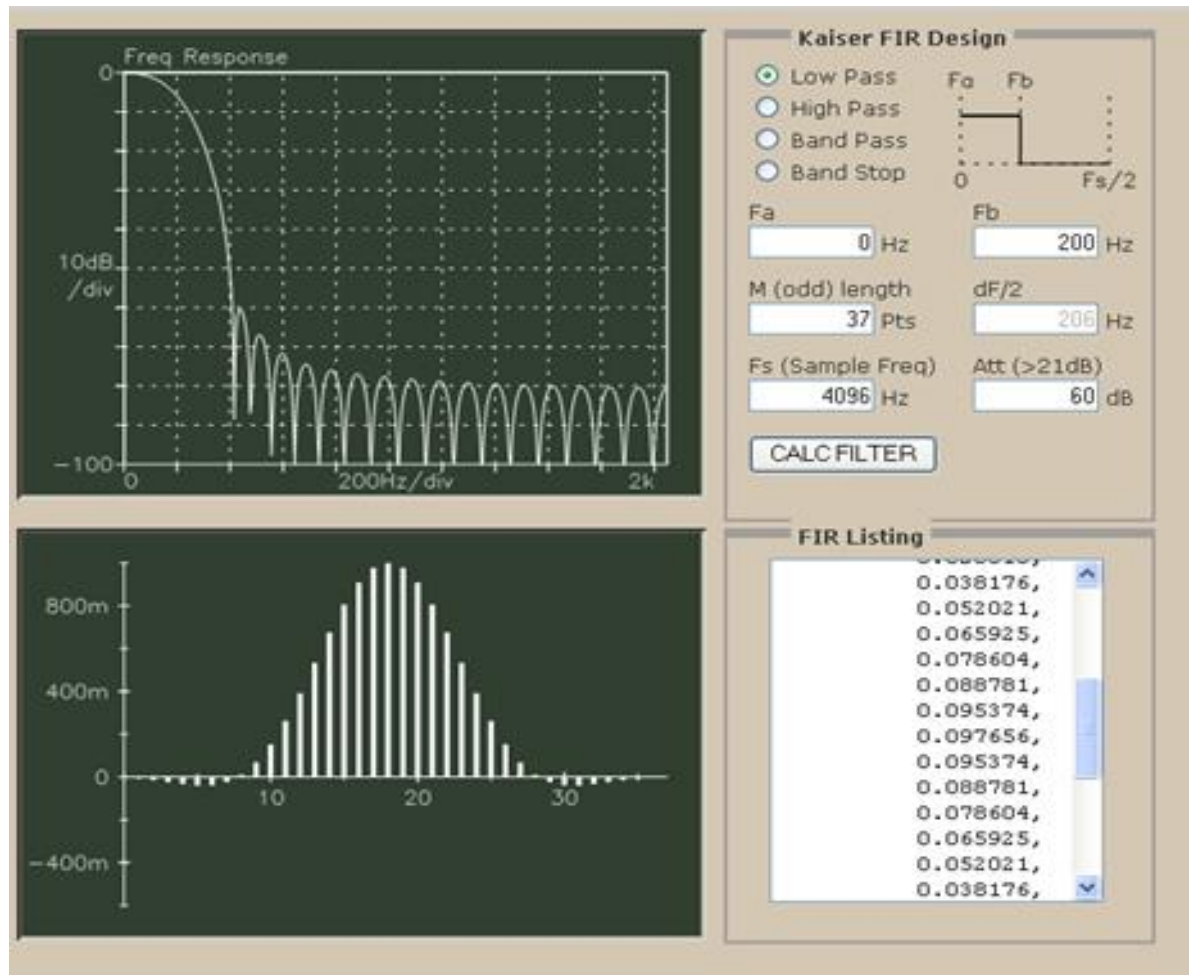 Freq Response
0
10dB
/div
-100
0
200Hz/div
2k
Kaiser FIR Design
Low Pass
High Pass
Band Pass
Band Stop
Fa Fb
0 Fs/2
Fa Fb
0 Hz 200 Hz
M (odd) length dF/2
37 Pts 206 Hz
Fs (Sample Freq) Att (>21dB)
4096 Hz 60 dB
CALC FILTER
800m
400m
0
-400m
10 20 30
FIR Listing
0.038176,
0.052021,
0.065925,
0.078604,
0.088781,
0.095374,
0.097656,
0.095374,
0.088781,
0.078604,
0.065925,
0.052021,
0.038176,